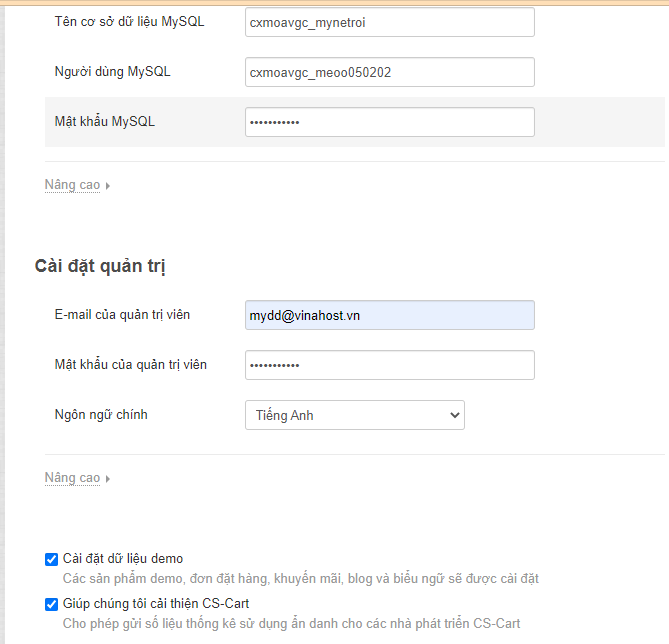 Tên cơ sở dữ liệu MySQL
cxmoavgc_mynetroi
Người dùng MySQL
cxmoavgc_meoo050202
Mật khẩu MySQL
•••••••••••
Nâng cao
Cài đặt quản trị
E-mail của quản trị viên
mydd@vinahost.vn
Mật khẩu của quản trị viên
•••••••••••
Ngôn ngữ chính
Tiếng Anh
Nâng cao
Cài đặt dữ liệu demo
Các sản phẩm demo, đơn đặt hàng, khuyến mãi, blog và biểu ngữ sẽ được cài đặt
Giúp chúng tôi cải thiện CS-Cart
Cho phép gửi số liệu thống kê sử dụng ẩn danh cho các nhà phát triển CS-Cart